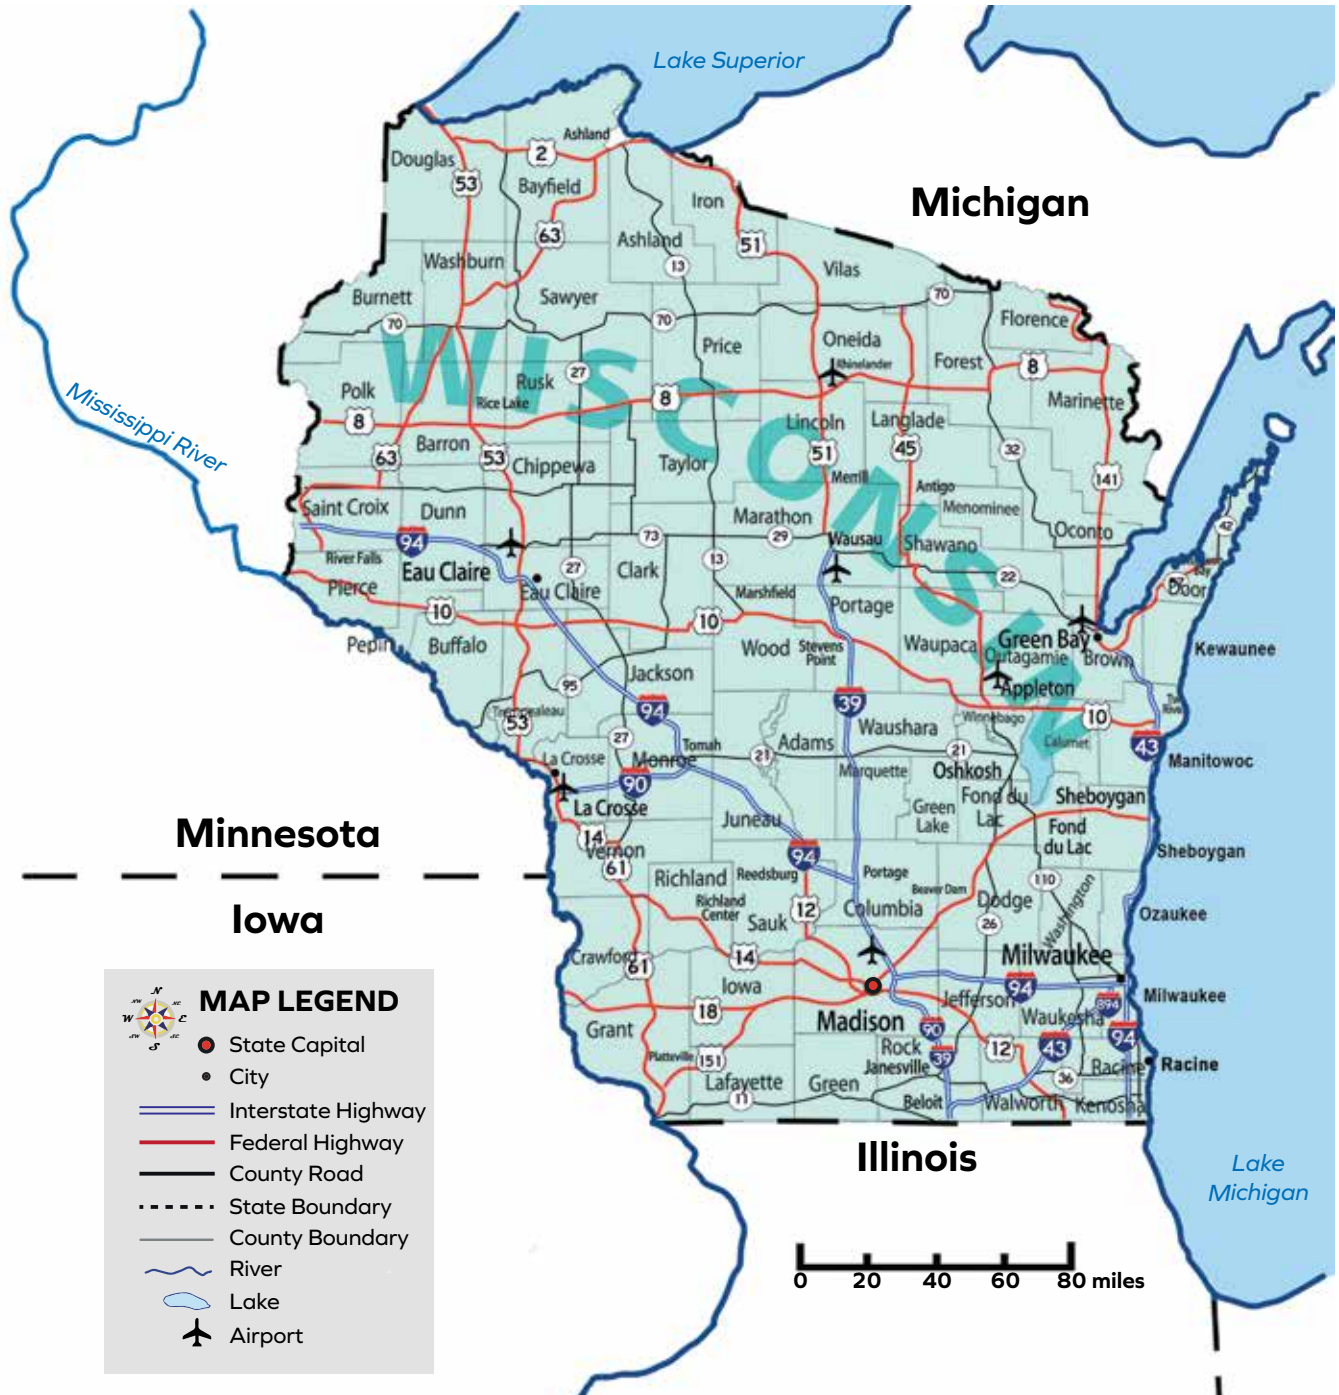 Lake Superior
Ashland
Douglas
2
53
Bayfield
Iron
Michigan
63
Ashland
51
Washburn
13
Vilas
Burnett
Sawyer
70
70
70
Florence
Price
Oneida
WISCONSIN
Rhinelander
Forest
8
27
Rusk
Polk
Rice Lake
8
Marinette
Mississippi River
8
Lincoln
Langlade
Barron
63
53
Chippewa
Taylor
51
45
32
Merrill
141
Antigo
Saint Croix
Dunn
Menominee
Marathon
42
94
73
29
Wausau
Shawano
Oconto
River Falls
Eau Claire
27
Clark
13
22
Bay
57
Door
Pierce
Eau Claire
Marshfield
Portage
10
10
Pepin
Buffalo
Wood
Stevens
Point
Waupaca
Green Bay
Outagamie
Brown
Kewaunee
Jackson
95
Appleton
94
39
Trempealeau
53
Waushara
Winnebago
10
Two
Rivers
27
Tomah
21
Adams
21
Calumet
43
La Crosse
Monroe
Marquette
Oshkosh
Manitowoc
90
La Crosse
Green
Lake
Fond du
Lac
Sheboygan
Juneau
Minnesota
14
Vernon
Fond
du Lac
94
Sheboygan
61
Richland
Reedsburg
Portage
Beaver Dam
110
Iowa
Richland
Center
12
Columbia
Dodge
Washington
Ozaukee
Sauk
26
Crawford
61
14
Milwaukee
Iowa
94
Jefferson
894
Milwaukee
MAP LEGEND
N
NE
E
SE
S
SW
W
NW
18
Grant
Madison
90
Waukesha
94
State Capital
Platteville
151
Rock
39
12
43
Janesville
Racine
Racine
City
Lafayette
Green
36
11
Beloit
Walworth
Kenosha
Interstate Highway
Federal Highway
Illinois
County Road
Lake
Michigan
State Boundary
County Boundary
River
0 20 40 60 80 miles
Lake
Airport